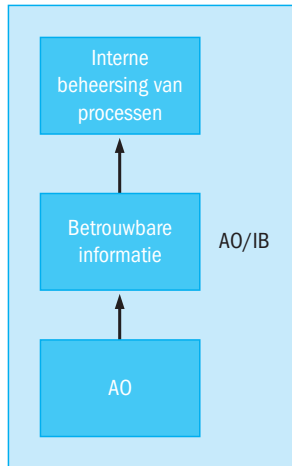 Interne
beheersing van
processen
Betrouwbare
informatie
AO/IB
AO